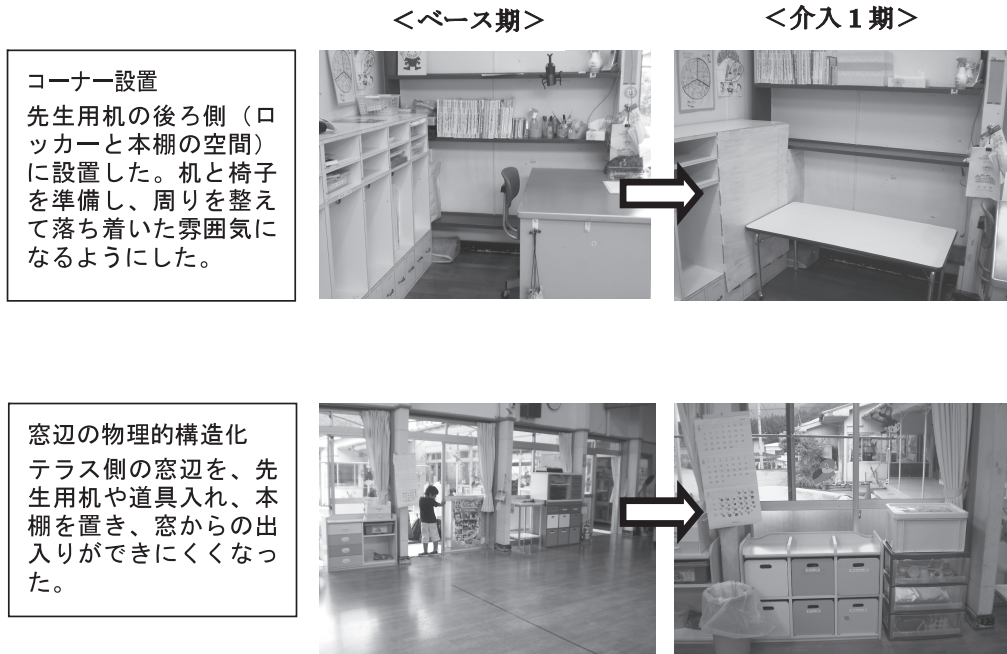 ＜ベース期＞
＜介入１期＞
コーナー設置
先生用机の後ろ側（ロ
ッカーと本棚の空間）
に設置した。机と椅子
を準備し、周りを整え
て落ち着いた雰囲気に
なるようにした。
窓辺の物理的構造化
テラス側の窓辺を、先
生用机や道具入れ、本
棚を置き、窓からの出
入りができにくくなっ
た。